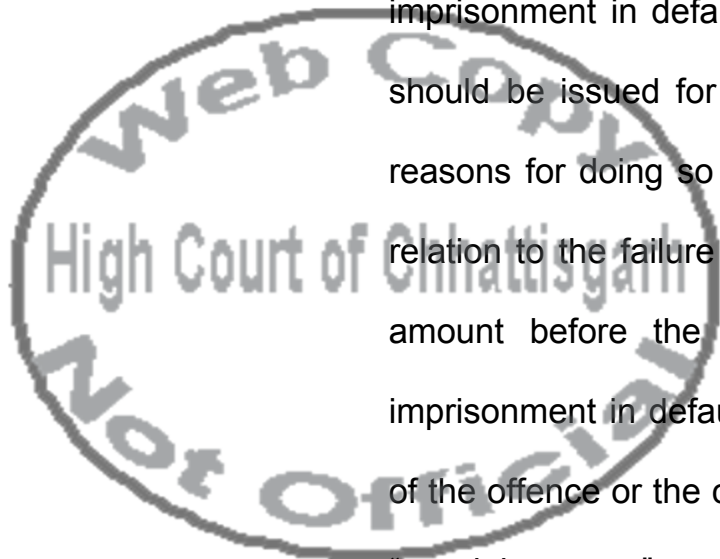 imprisonment in defau
should be issued for
reasons for doing so
relation to the failure
amount before the
imprisonment in defau
of the offence or the
Web Copy
High Court of Chhattisgarh
Not Official